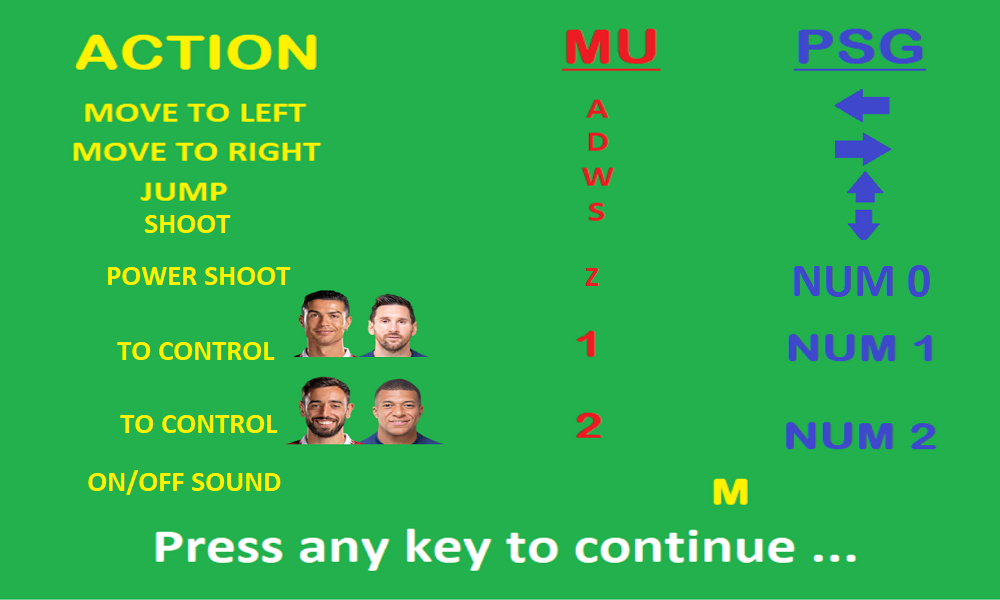 ACTION MU PSG
MOVE TO LEFT A
MOVE TO RIGHT D
JUMP W
SHOOT S
POWER SHOOT Z NUM 0
TO CONTROL 1 NUM 1
TO CONTROL 2 NUM 2
ON/OFF SOUND M
Press any key to continue ...